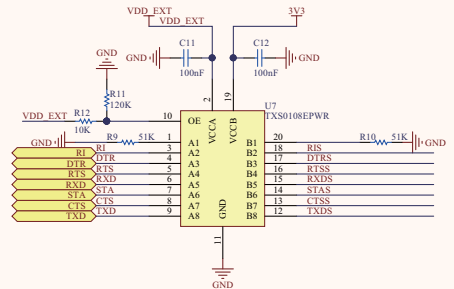 VDD_EXT
VDD_EXT
3V3
GND
C11
100nF
C12
100nF
GND
GND
R11
120K
VDD_EXT
R12
10K
10
2
19
U7
TXS0108EPWR
OE
VCCA
VCCB
GND
R9
51K
1
A1
B1
20
R10
51K
GND
RI
RI
3
A2
B2
18
RIS
DTR
DTR
4
A3
B3
17
DTRS
RTS
RTS
5
A4
B4
16
RTSS
RXD
RXD
6
A5
B5
15
RXDS
STA
STA
7
A6
B6
14
STAS
CTS
CTS
8
A7
B7
13
CTSS
TXD
TXD
9
A8
B8
12
TXDS
GND
11
GND